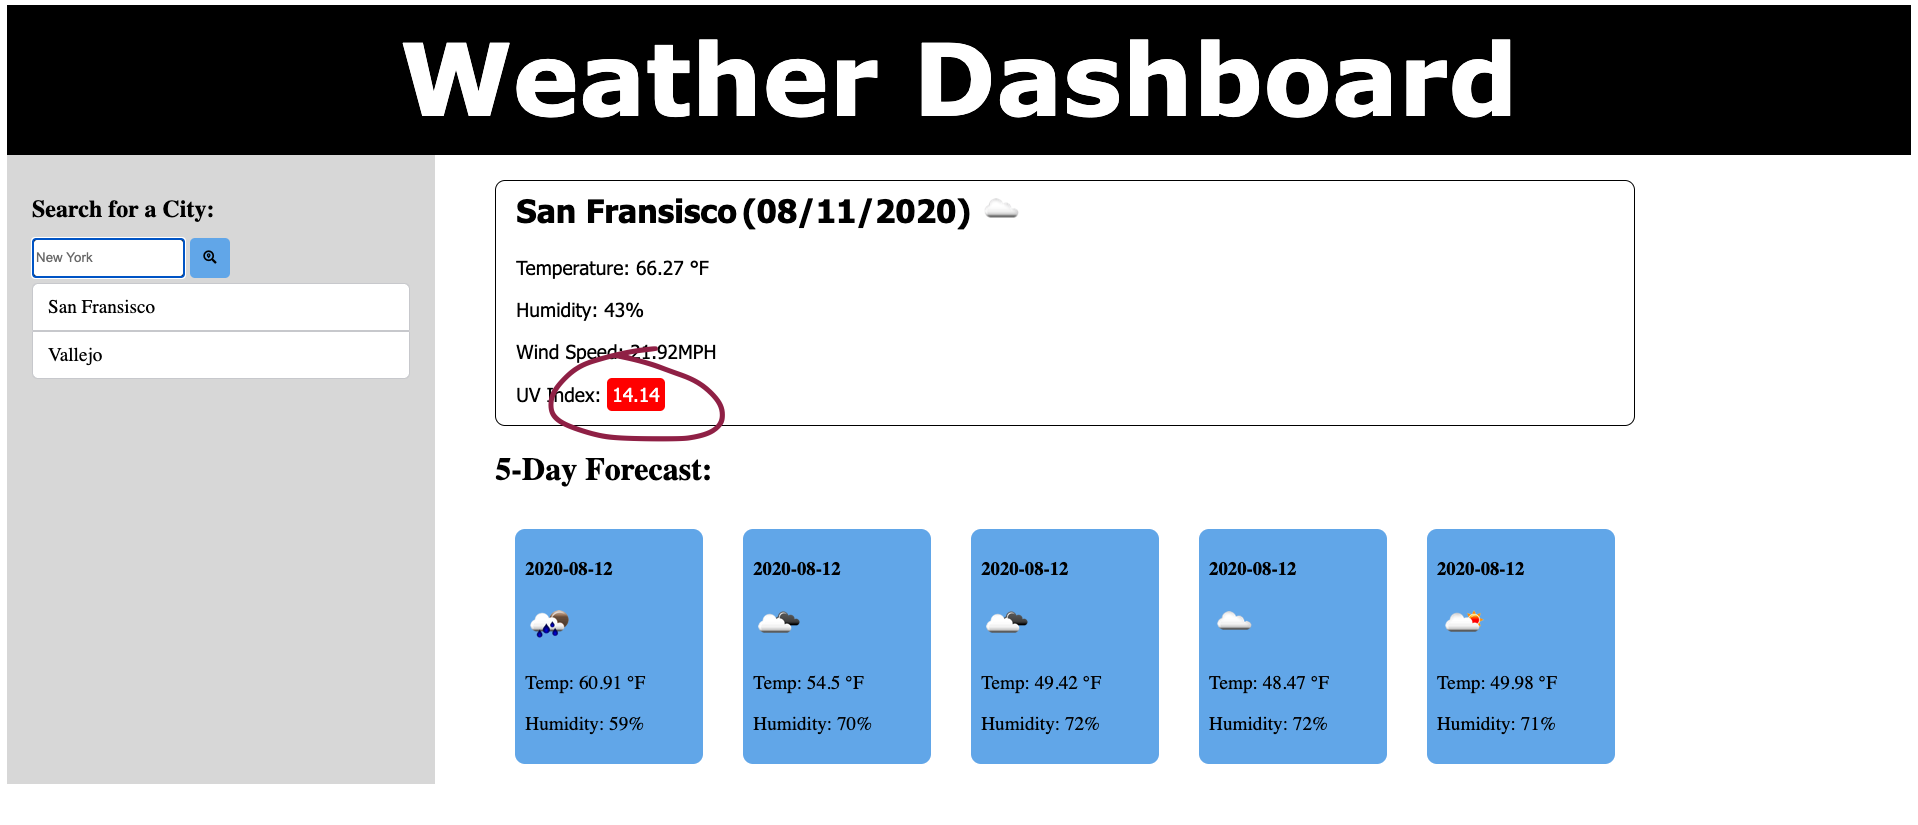 Weather Dashboard
Search for a City:
New York
San Fransisco
Vallejo
San Fransisco (08/11/2020)
Temperature: 66.27 °F
Humidity: 43%
Wind Speed: 21.92MPH
UV Index: 14.14
5-Day Forecast:
2020-08-12
Temp: 60.91 °F
Humidity: 59%
2020-08-12
Temp: 54.5 °F
Humidity: 70%
2020-08-12
Temp: 49.42 °F
Humidity: 72%
2020-08-12
Temp: 48.47 °F
Humidity: 72%
2020-08-12
Temp: 49.98 °F
Humidity: 71%